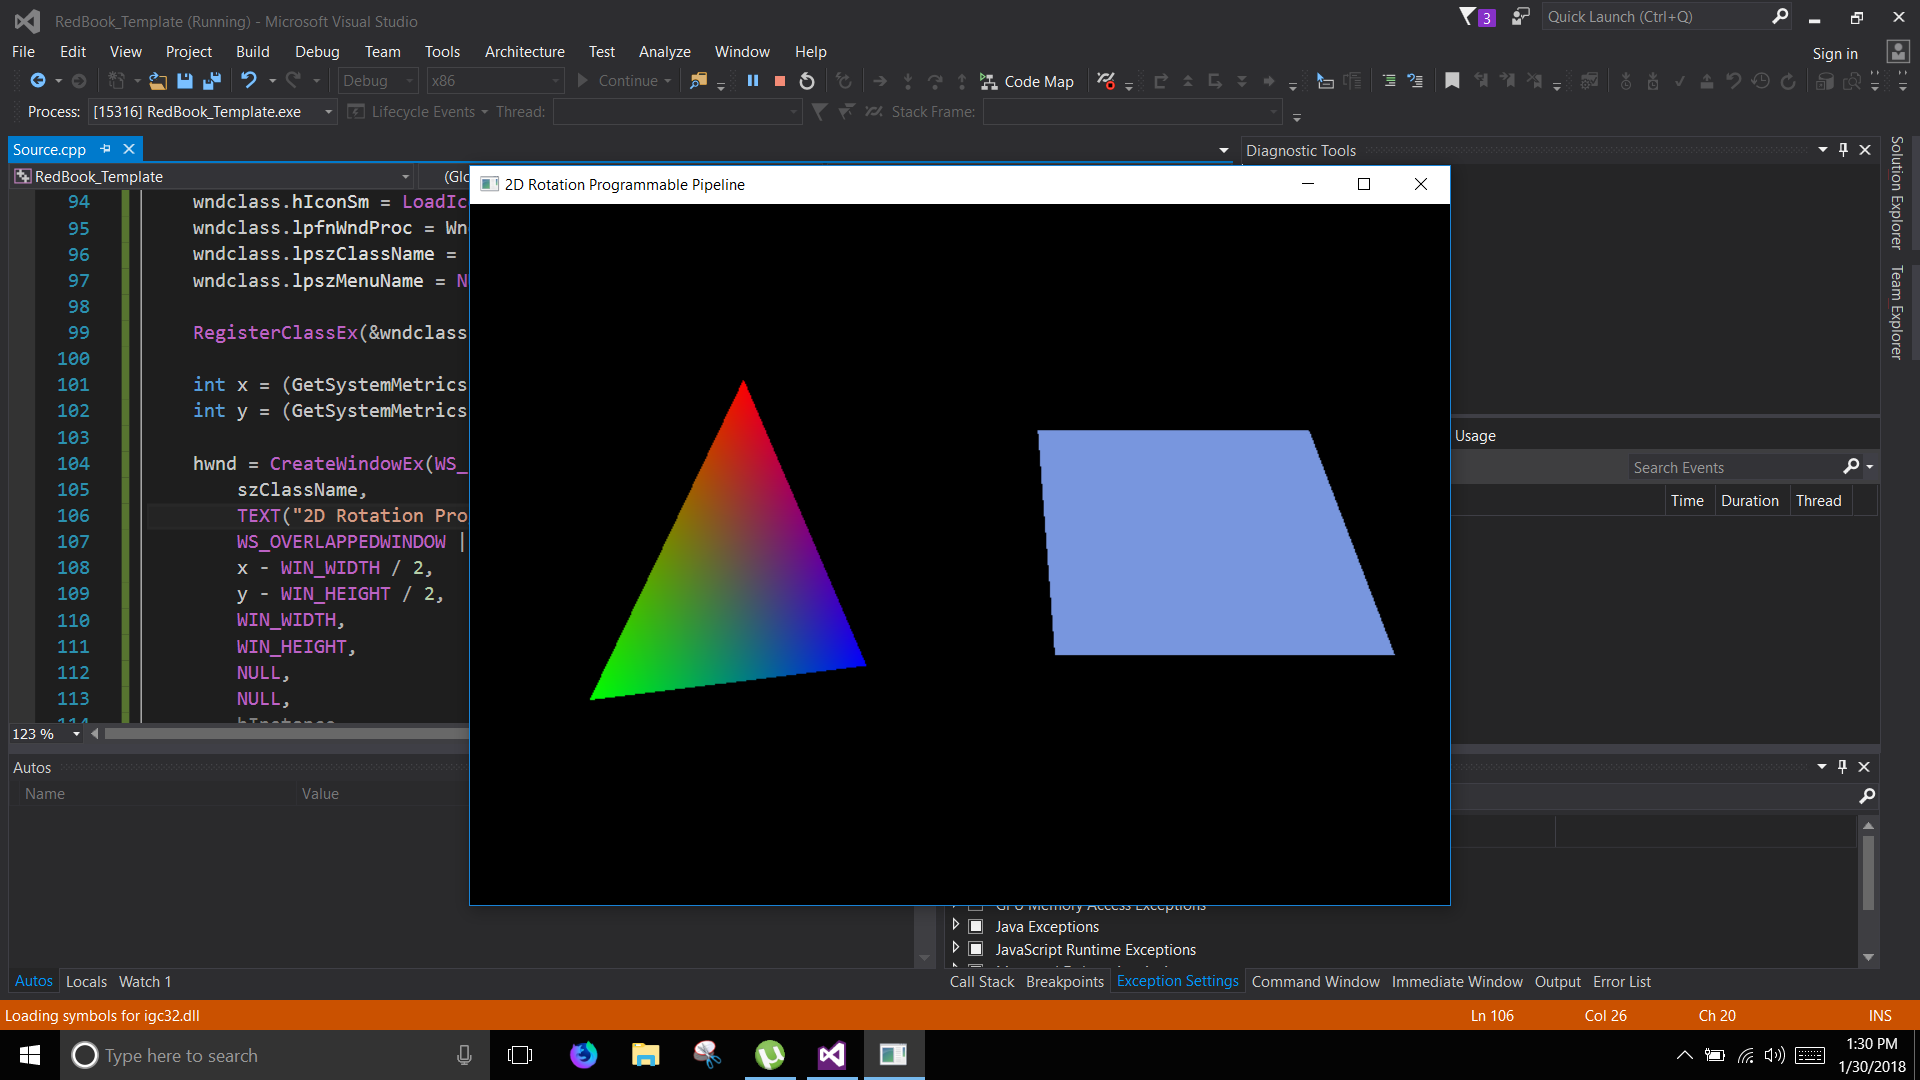 RedBook_Template (Running) - Microsoft Visual Studio
3
Quick Launch (Ctrl+Q)
File Edit View Project Build Debug Team Tools Architecture Test Analyze Window Help
Sign in
Debug x86 Continue Code Map
Process: [15316] RedBook_Template.exe Lifecycle Events Thread: Stack Frame:
Source.cpp
Diagnostic Tools
RedBook_Template (Glo
2D Rotation Programmable Pipeline
Solution Explorer
Team Explorer
94 wndclass.hIconSm = LoadIc
95 wndclass.lpfnWndProc = Wn
96 wndclass.lpszClassName =
97 wndclass.lpszMenuName = N
98
99 RegisterClassEx(&wndclass
100
101 int x = (GetSystemMetrics
102 int y = (GetSystemMetrics
103
104 hwnd = CreateWindowEx(WS_
105 szClassName,
106 TEXT("2D Rotation Pro
107 WS_OVERLAPPEDWINDOW |
108 x - WIN_WIDTH / 2,
109 y - WIN_HEIGHT / 2,
110 WIN_WIDTH,
111 WIN_HEIGHT,
112 NULL,
113 NULL,
114 hInstance
Usage
Search Events
Time Duration Thread
123 %
Autos
Name Value
GPU Memory Access Exceptions
Java Exceptions
JavaScript Runtime Exceptions
Autos Locals Watch 1
Call Stack Breakpoints Exception Settings Command Window Immediate Window Output Error List
Loading symbols for igc32.dll
Ln 106 Col 26 Ch 20 INS
Type here to search
1:30 PM
1/30/2018